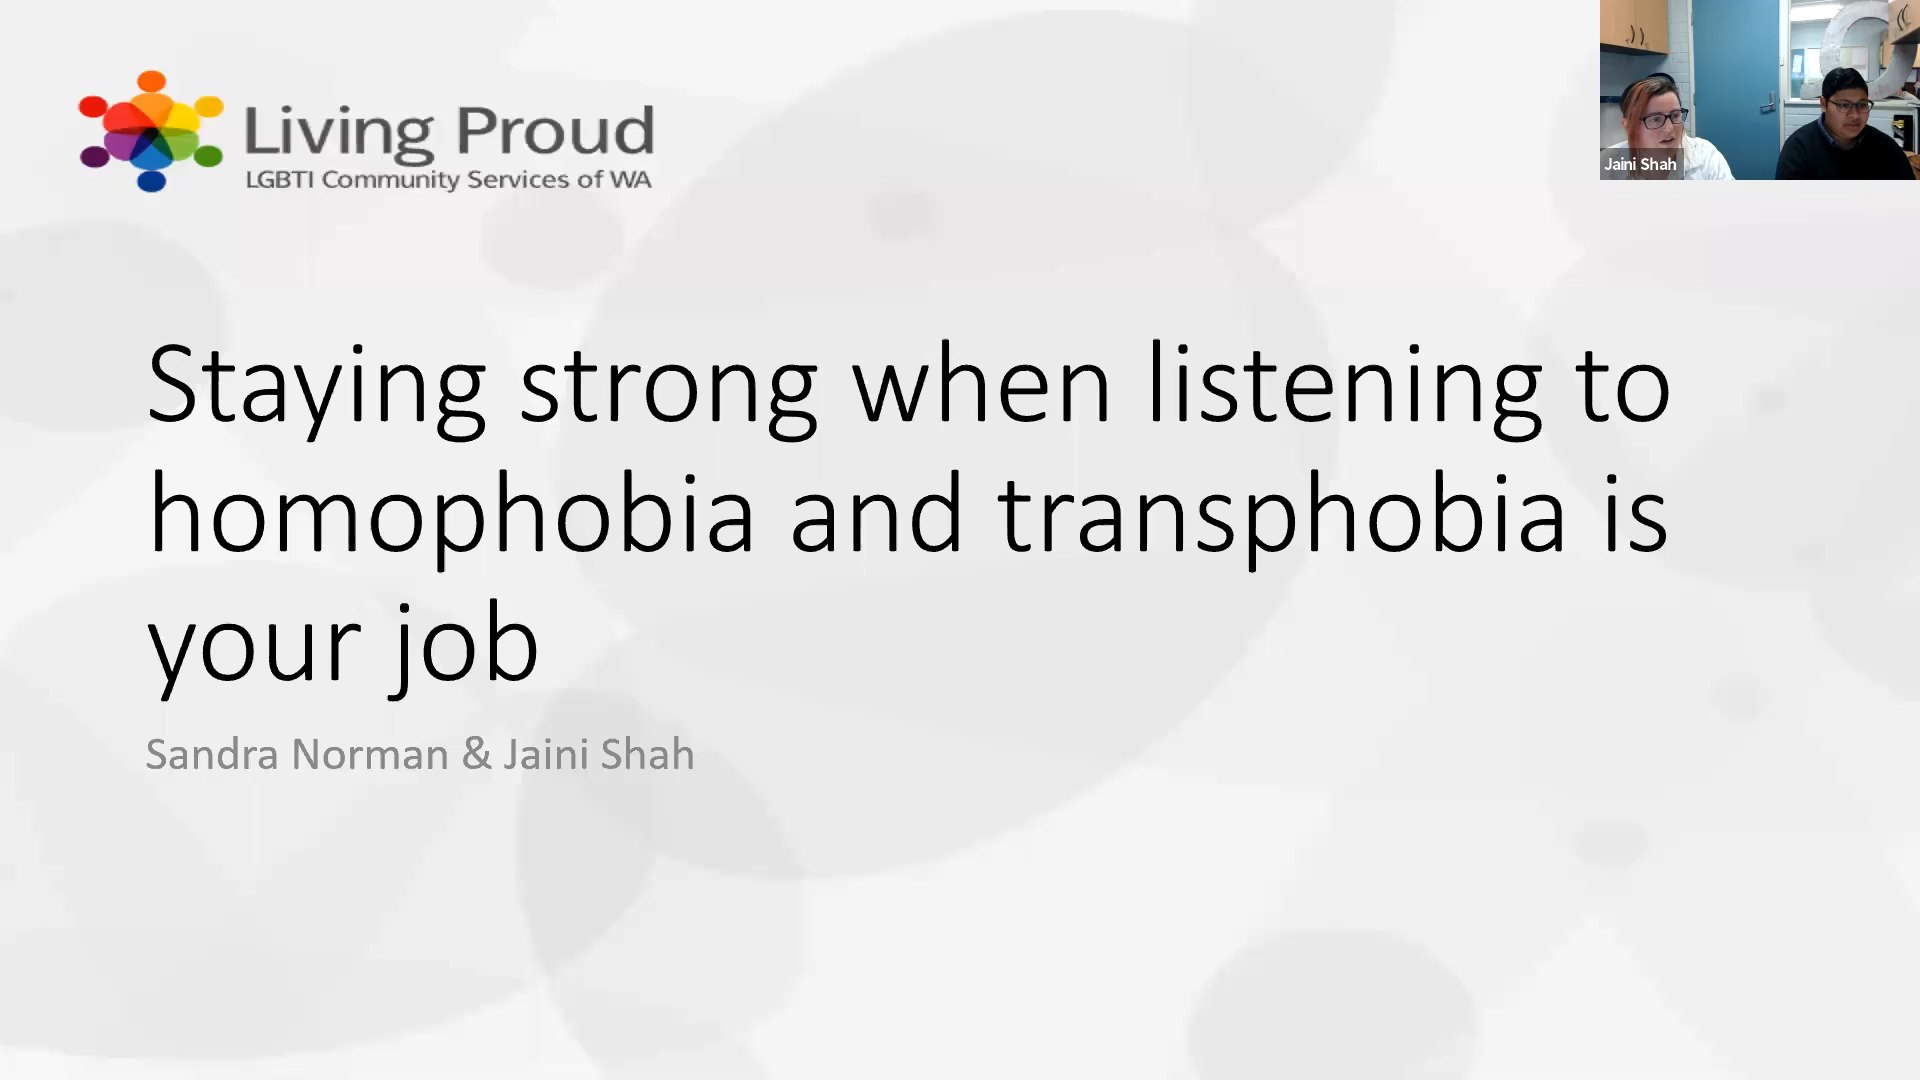 Living Proud
LGBTI Community Services of WA
Jaini Shah
Staying strong when listening to
homophobia and transphobia is
your job
Sandra Norman & Jaini Shah